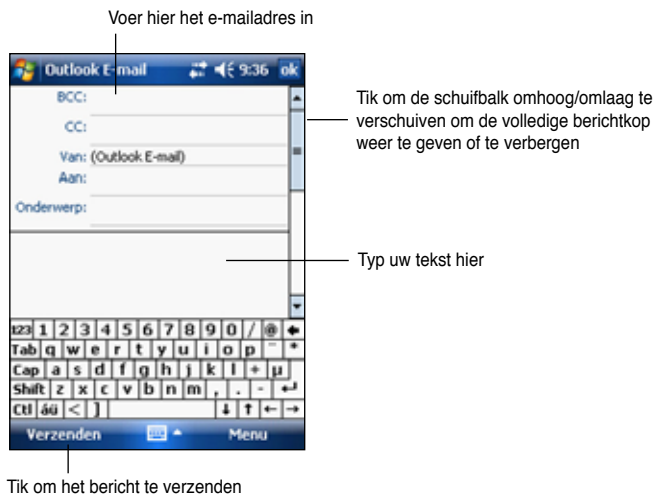 Voer hier het e-mailadres in
Outlook E-mail 9:36 ok
BCC:
CC:
Van: (Outlook E-mail)
Aan:
Onderwerp:
Tik om de schuifbalk omhoog/omlaag te
verschuiven om de volledige berichtkop
weer te geven of te verbergen
Typ uw tekst hier
123 1 2 3 4 5 6 7 8 9 0 / @ 🡄
Tab q w e r t y u i o p ¨ *
Cap a s d f g h j k l + µ
Shift z x c v b n m , . - ↵
Ctl áü < ] ↓ ↑ ← →
Verzenden Menu
Tik om het bericht te verzenden